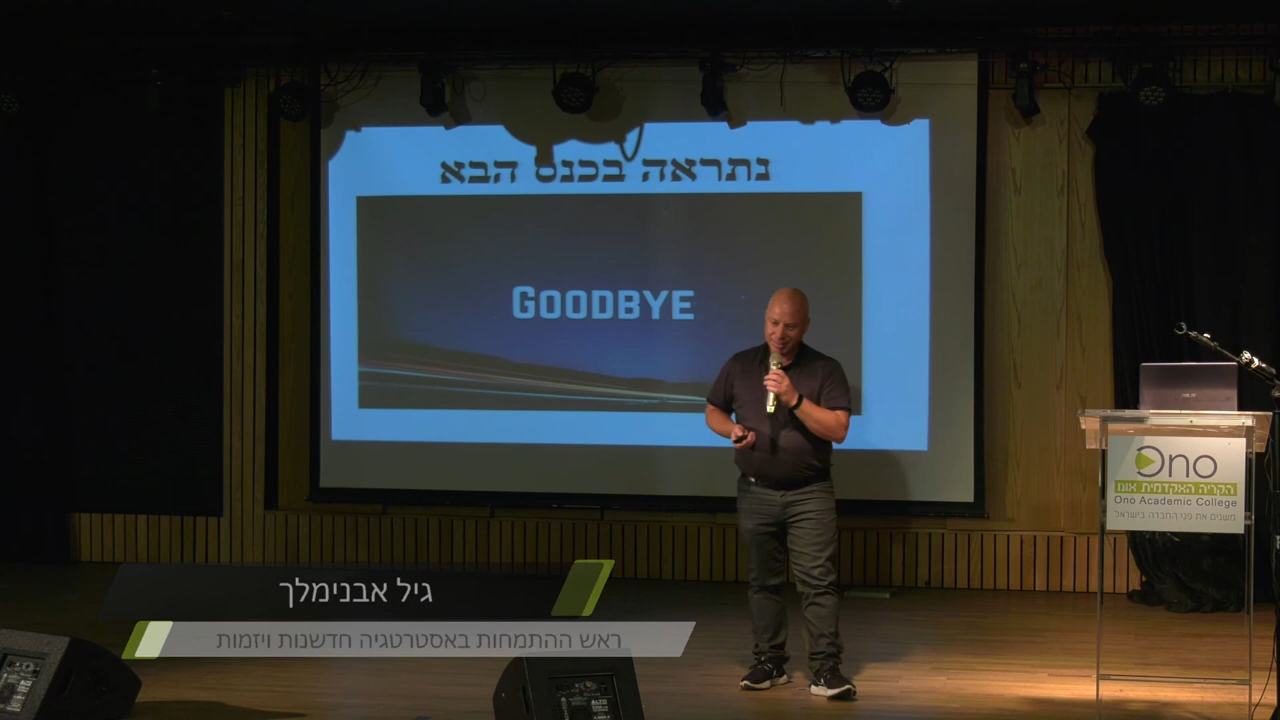 נתראה בכנס הבא
GOODBYE
Ono
הקריה האקדמית אונו
Ono Academic College
משנים את פני החברה בישראל
גיל אבנימלך
ראש ההתמחות באסטרטגיה חדשנות ויזמות
ALTO